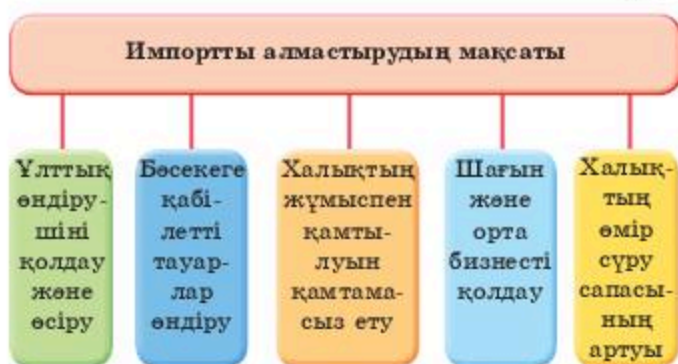 Импортты алмастырудың мақсаты
Ұлттық
өндіру-
шіні
қолдау
және
өсіру
Бәсекеге
қабі-
летті
тауар-
лар
өндіру
Халықтың
жұмыспен
қамты-
луын
қамтама-
сыз ету
Шағын
және
орта
бизнесті
қолдау
Халық-
тың
өмір
сүру
сапасы-
ның
артуы